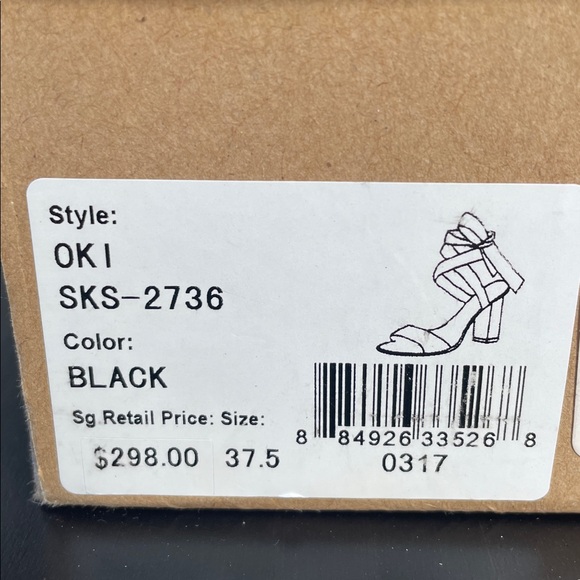 Style:
OKI
SKS-2736
Color:
BLACK
Sg.Retail Price: Size:
$298.00 37.5
8 84926 33526 8
0317